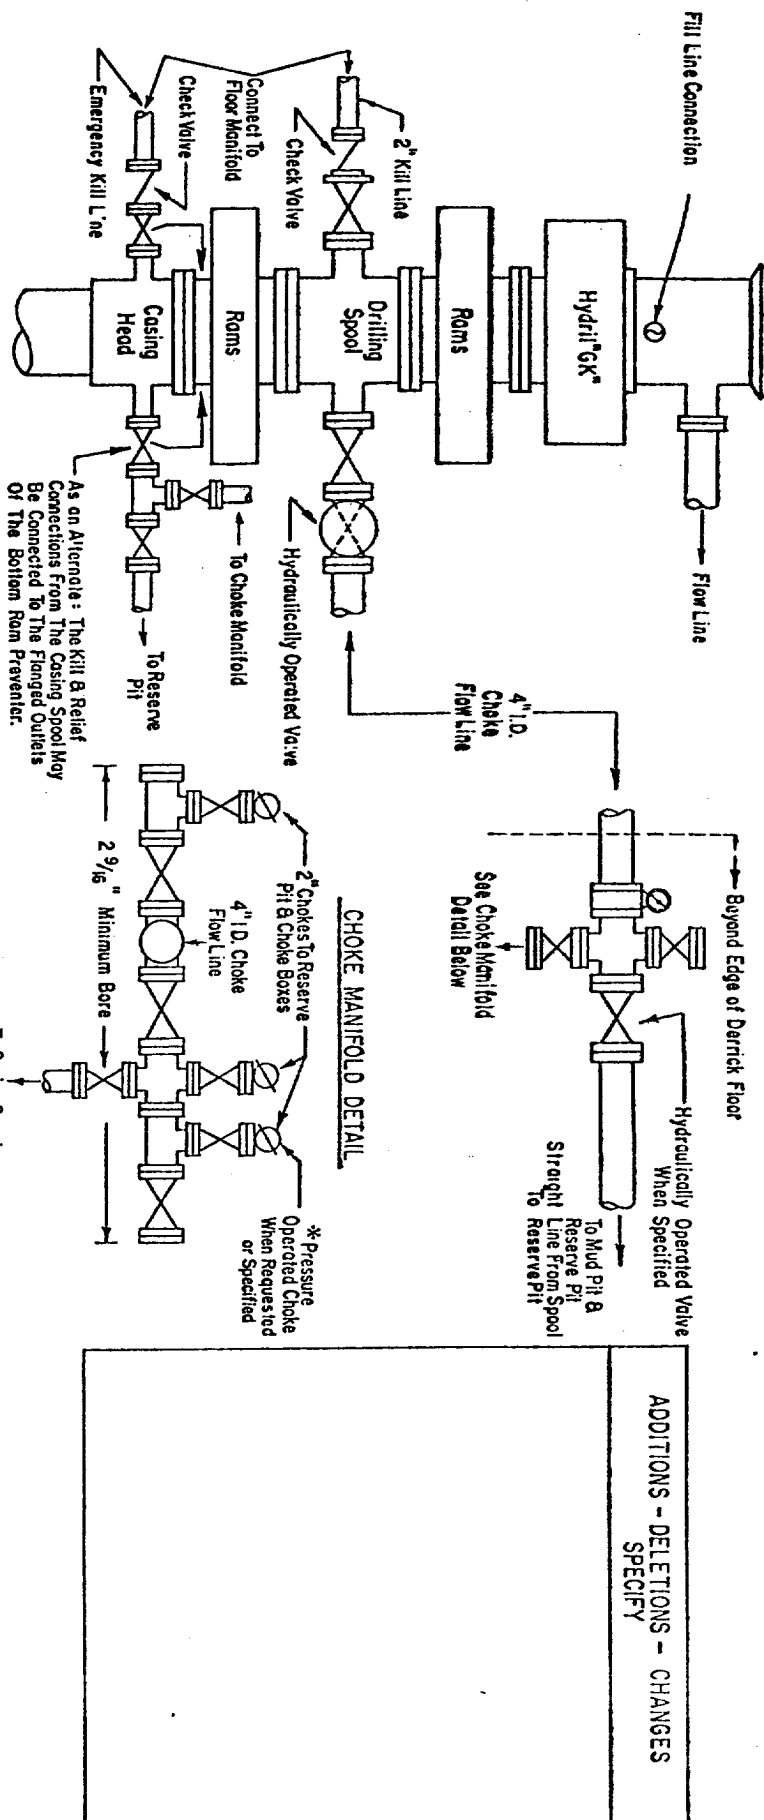 Fill Line Connection
Flow Line
Hydril "GK"
Rams
2" Kill Line
Check Valve
Drilling
Spool
Hydraulically Operated Valve
Connect To
Floor Manifold
Rams
Check Valve
Emergency Kill Line
Casing
Head
To Choke Manifold
To Reserve
Pit
As an Alternate: The Kill & Relief
Connections From The Casing Spool May
Be Connected To The Flanged Outlets
Of The Bottom Ram Preventer.
4" I.D.
Choke
Flow Line
Beyond Edge of Derrick Floor
Hydraulically Operated Valve
When Specified
To Mud Pit &
Reserve Pit
Straight Line From Spool
To Reserve Pit
See Choke Manifold
Detail Below
CHOKE MANIFOLD DETAIL
2" Chokes To Reserve
Pit & Choke Boxes
4" I.D. Choke
Flow Line
*Pressure
Operated Choke
When Requested
or Specified
2 9/16" Minimum Bore
ADDITIONS - DELETIONS - CHANGES
SPECIFY